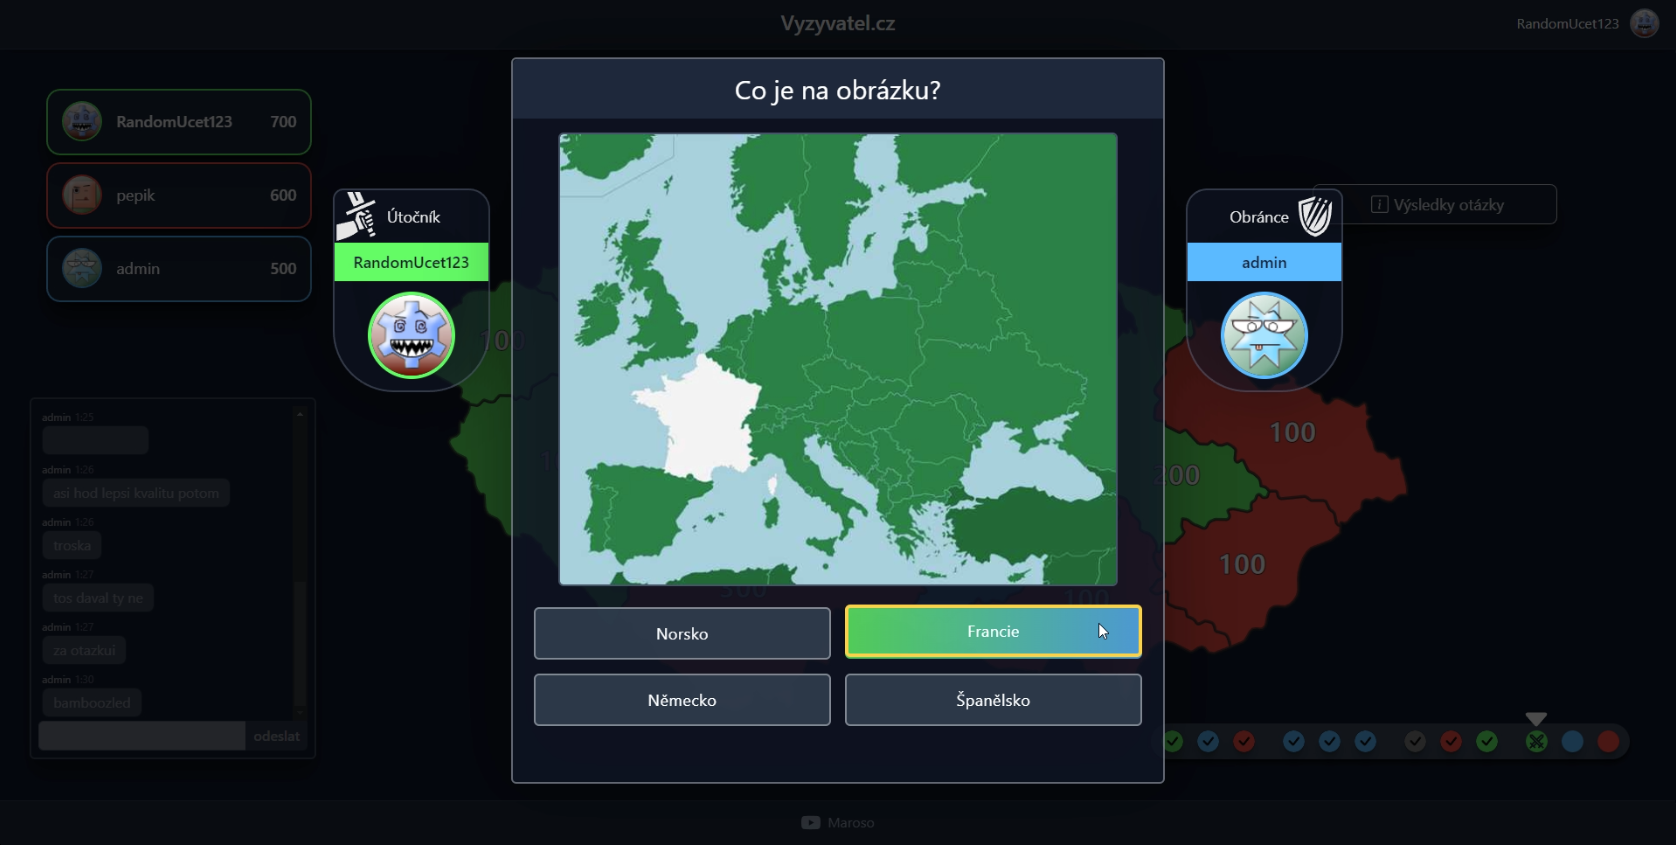 Vyzyvatel.cz
RandomUcet123
RandomUcet123 700
pepik 600
admin 500
Co je na obrázku?
Útočník
RandomUcet123
Obránce
admin
Výsledky otázky
100
100
200
100
300
100
admin 1:25
admin 1:26
asi hod lepsi kvalitu potom
admin 1:26
troska
admin 1:27
tos daval ty ne
admin 1:27
za otazkui
admin 1:30
bamboozled
odeslat
Norsko
Francie
Německo
Španělsko
Maroso